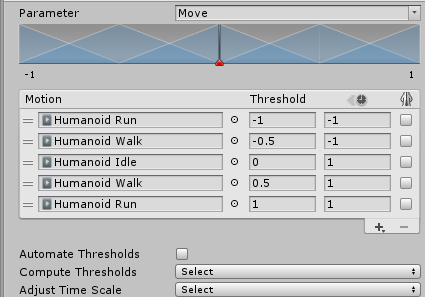 Parameter Move
-1 1
Motion Threshold
Humanoid Run -1 -1
Humanoid Walk -0.5 -1
Humanoid Idle 0 1
Humanoid Walk 0.5 1
Humanoid Run 1 1
+ −
Automate Thresholds
Compute Thresholds Select
Adjust Time Scale Select